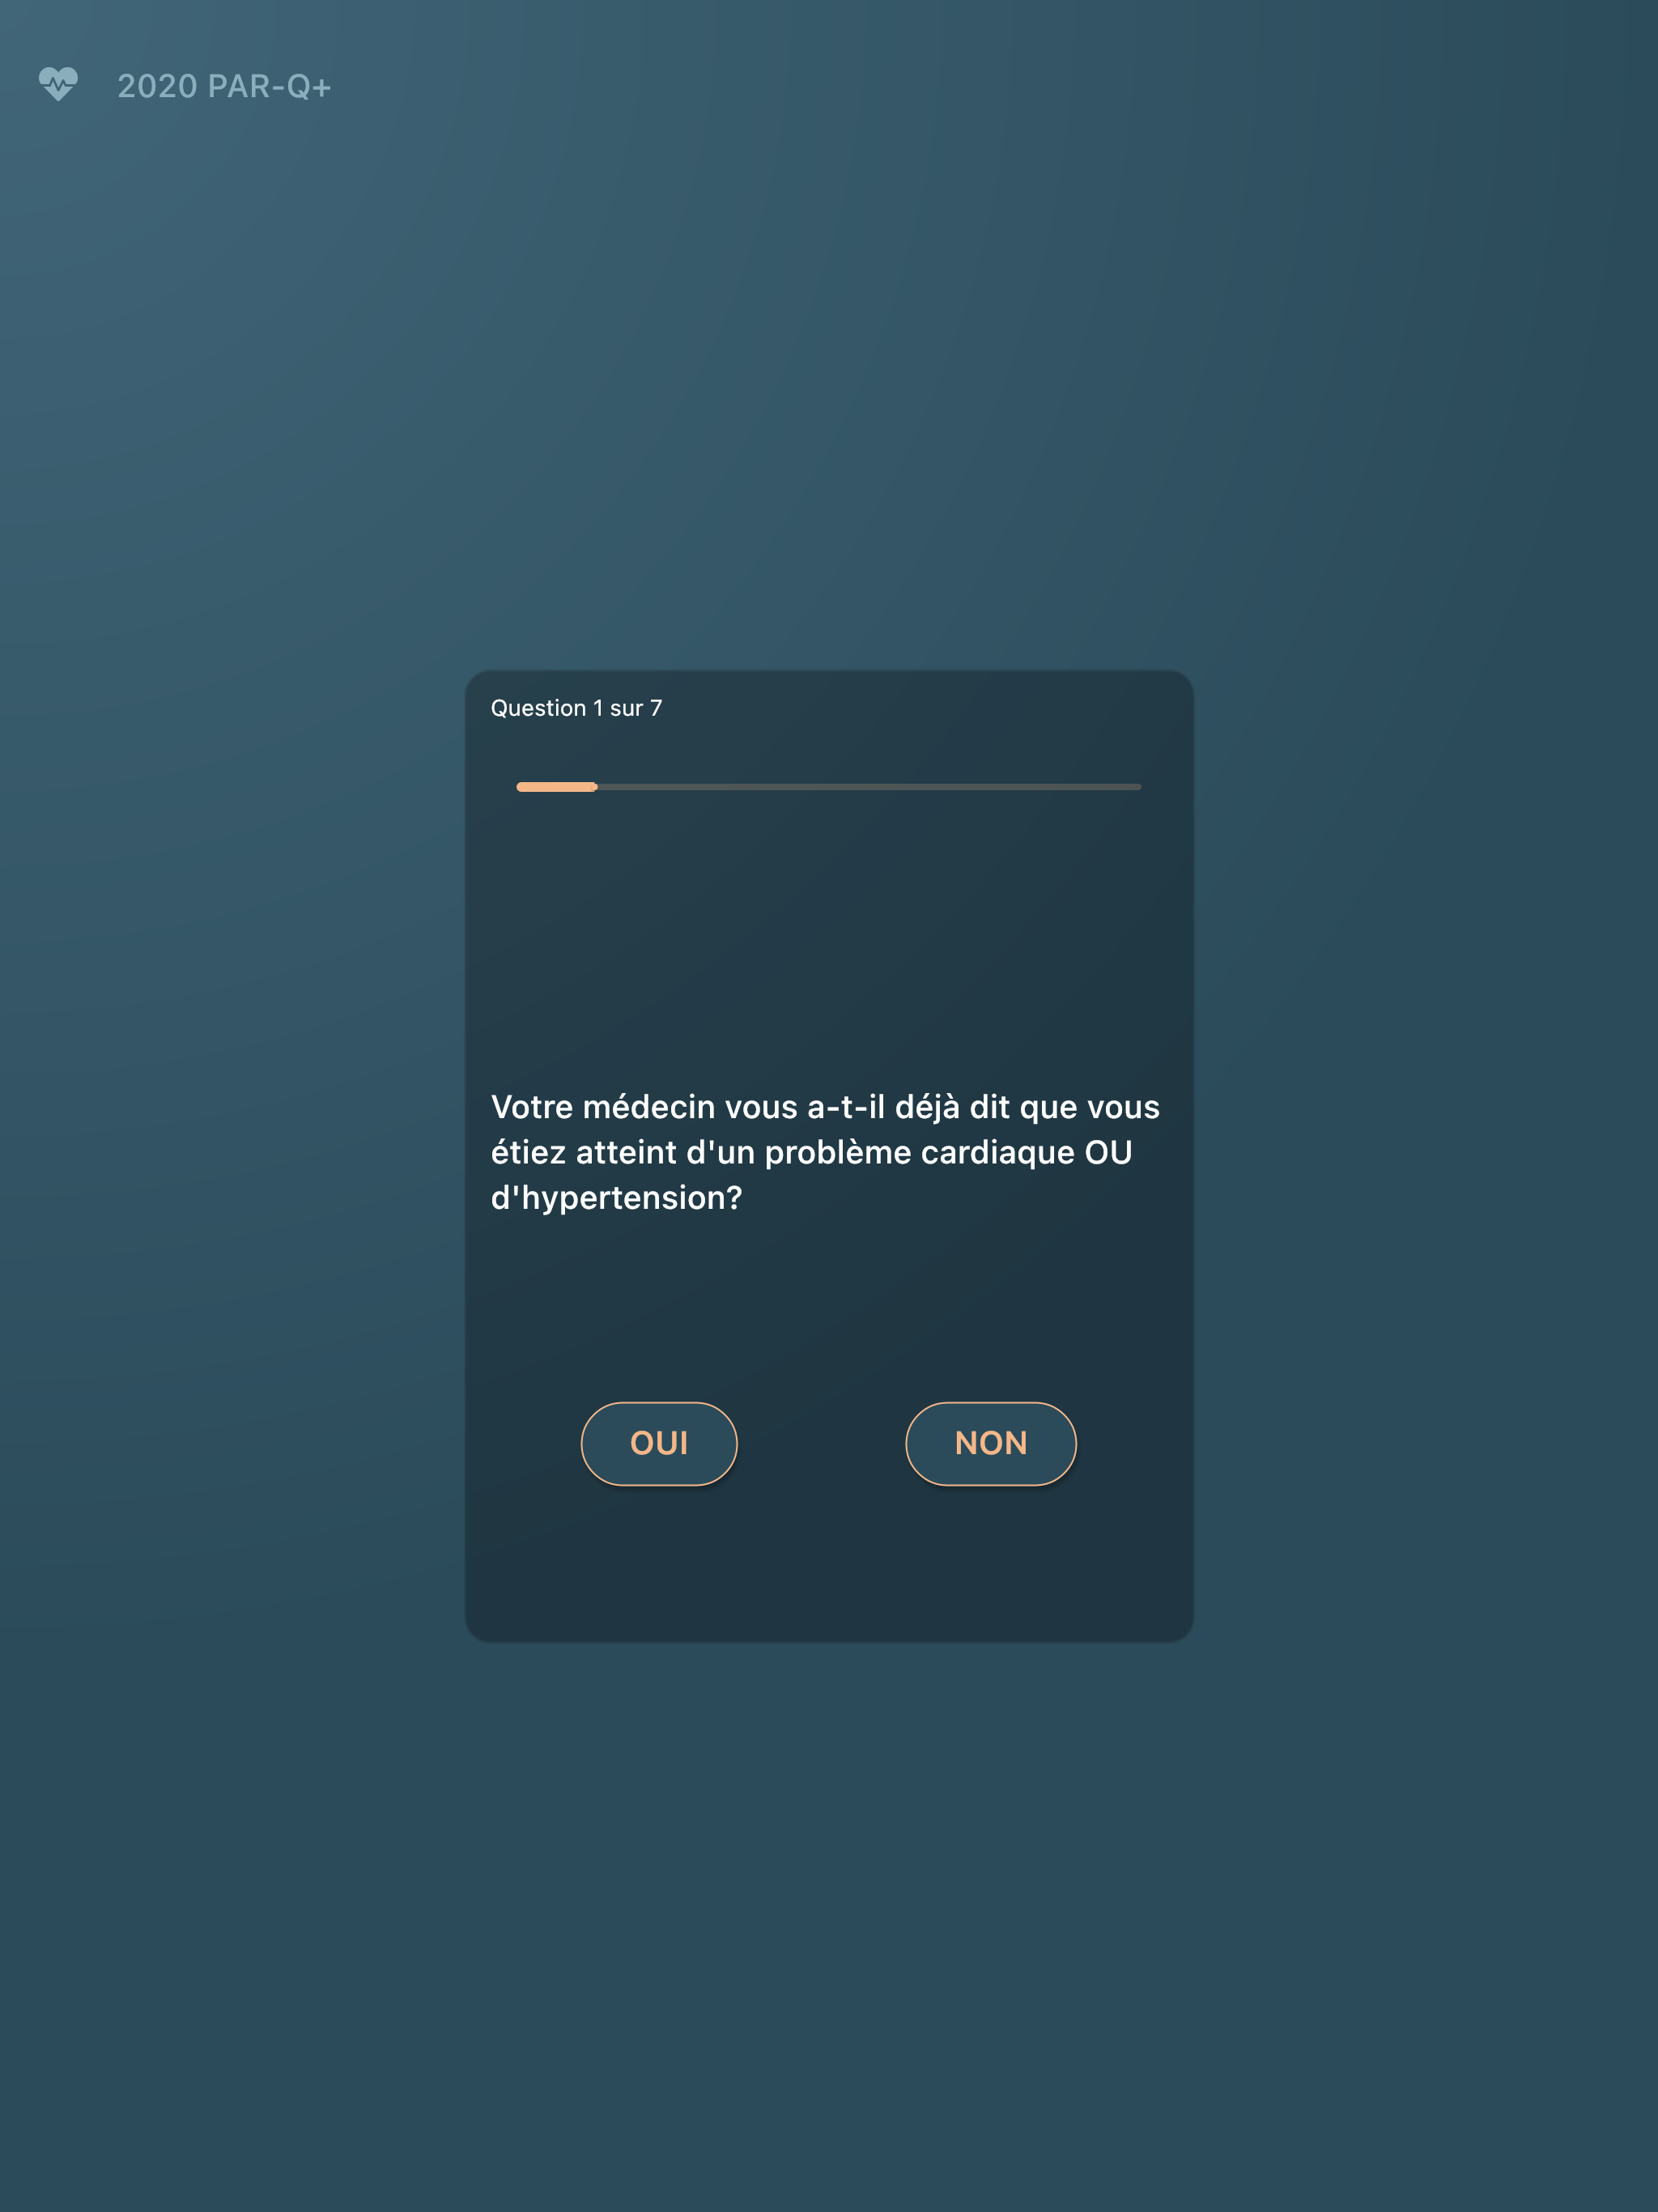 2020 PAR-Q+
Question 1 sur 7
Votre médecin vous a-t-il déjà dit que vous
étiez atteint d'un problème cardiaque OU
d'hypertension?
OUI
NON